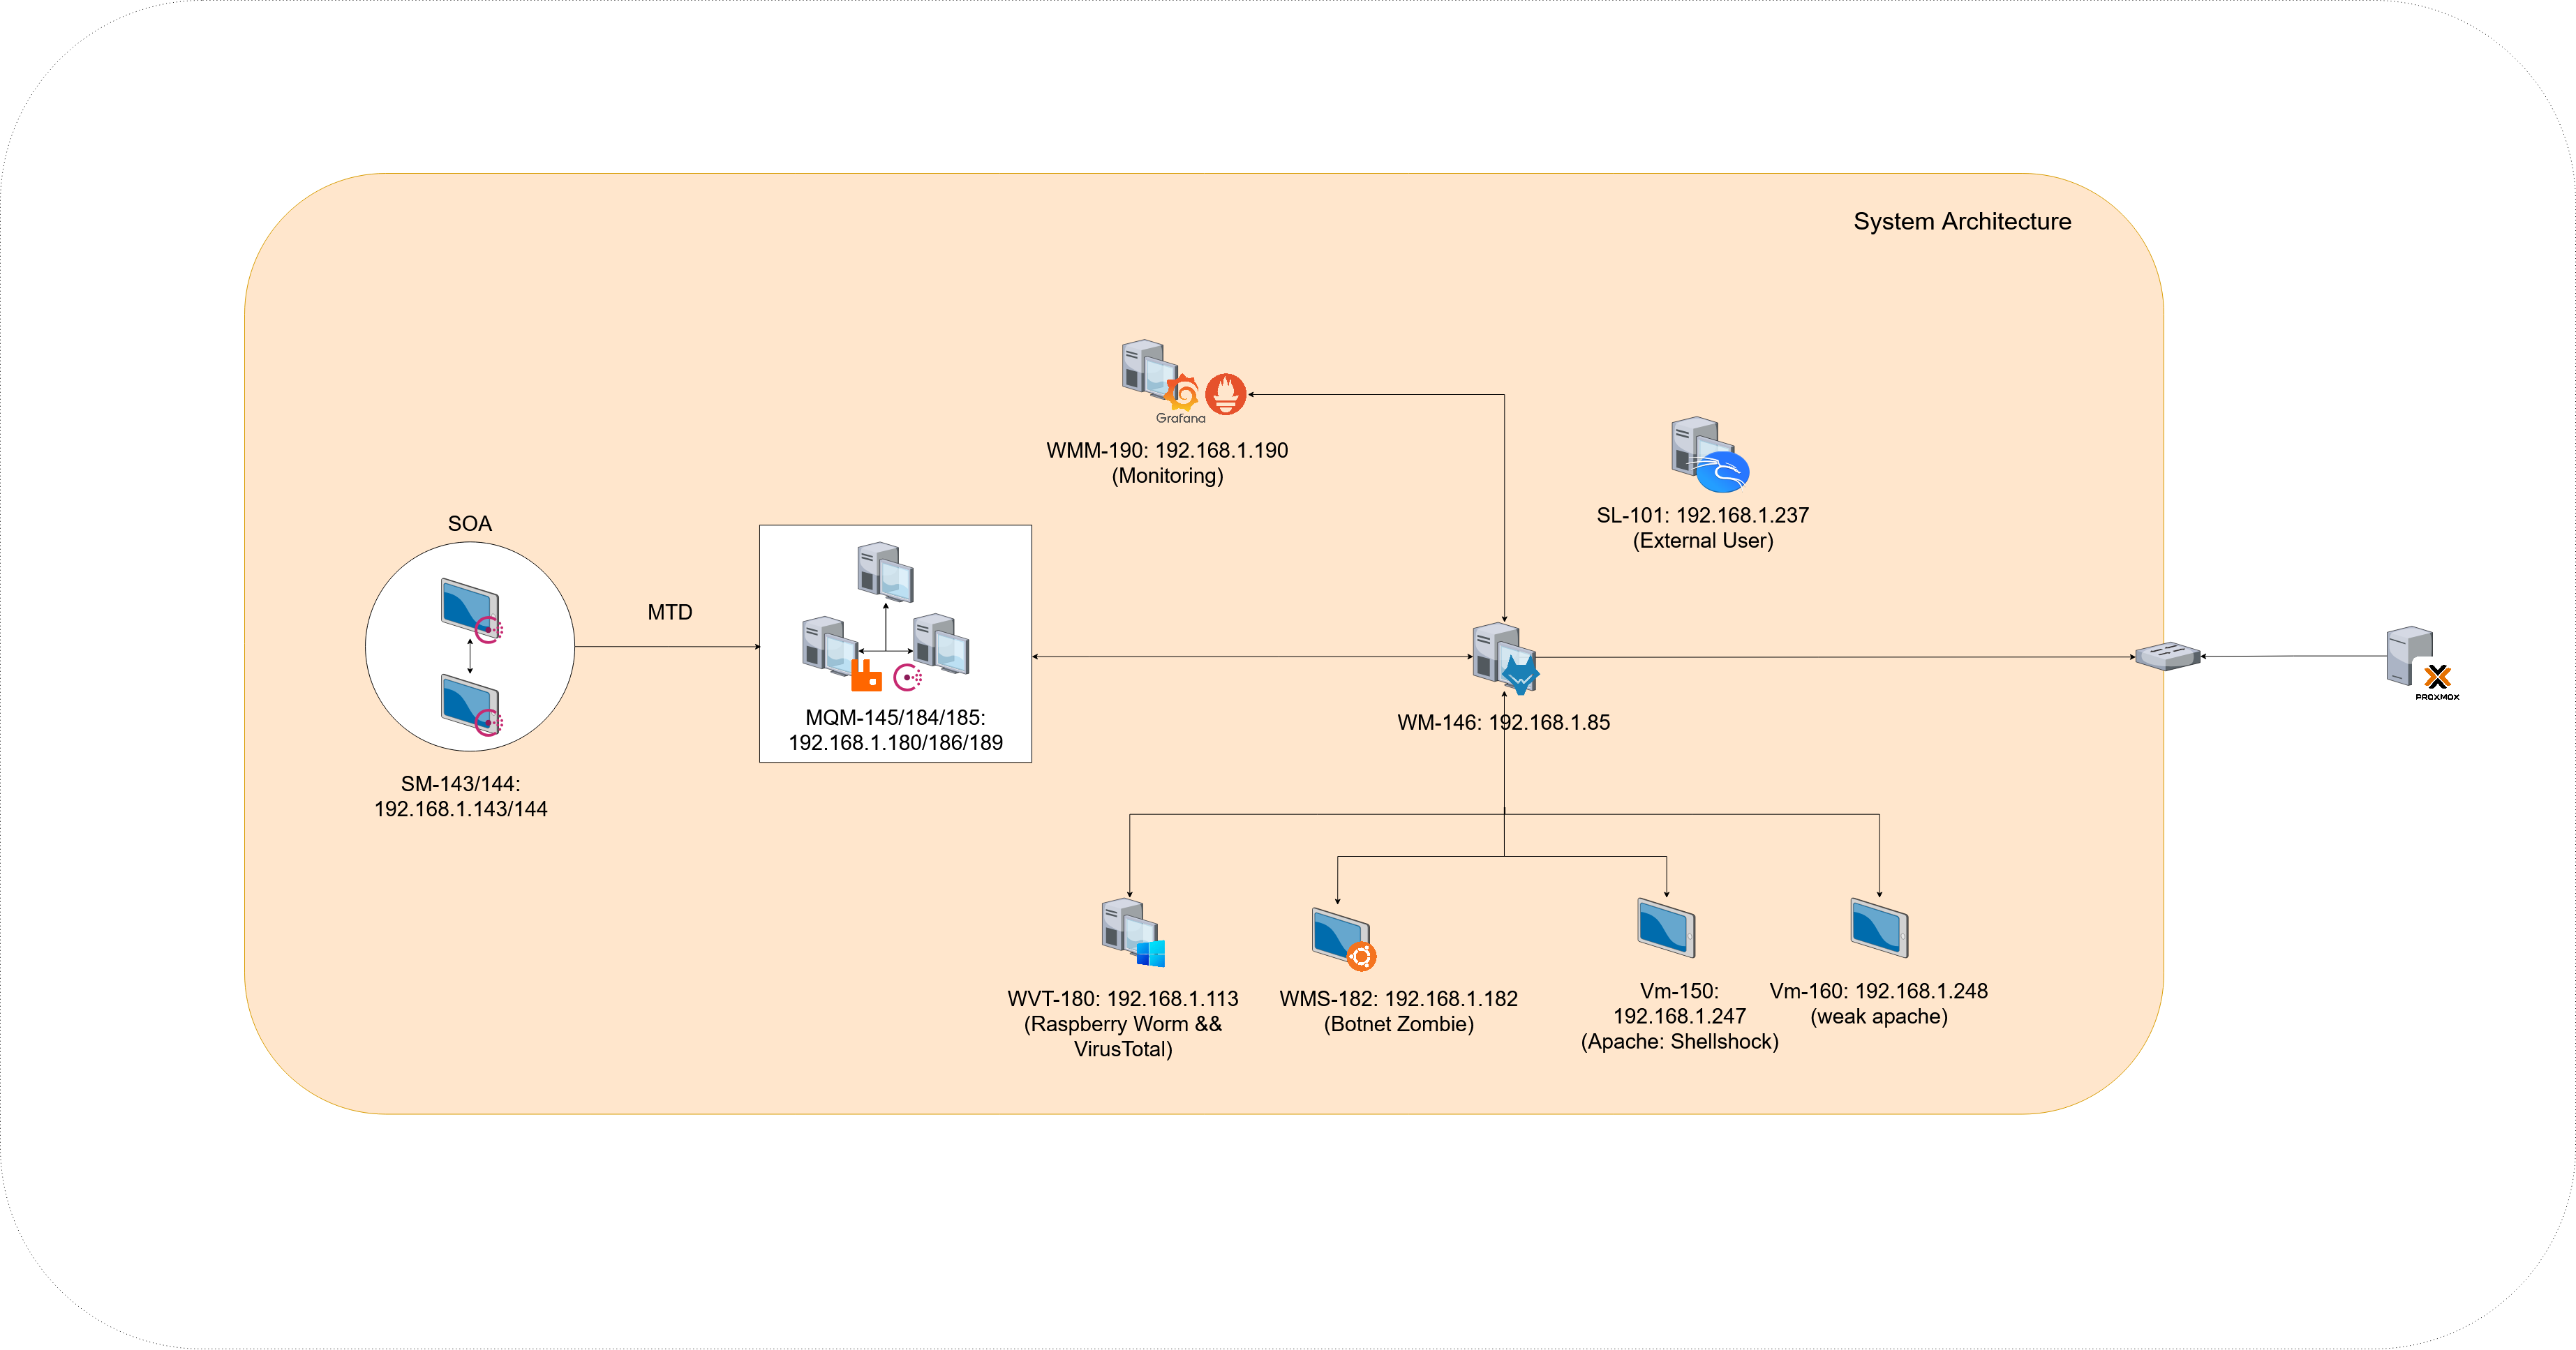 System Architecture
Grafana
WMM-190: 192.168.1.190
(Monitoring)
SL-101: 192.168.1.237
(External User)
SOA
MTD
SM-143/144:
192.168.1.143/144
MQM-145/184/185:
192.168.1.180/186/189
WM-146: 192.168.1.85
PROXMOX
WVT-180: 192.168.1.113
(Raspberry Worm &&
VirusTotal)
WMS-182: 192.168.1.182
(Botnet Zombie)
Vm-150:
192.168.1.247
(Apache: Shellshock)
Vm-160: 192.168.1.248
(weak apache)